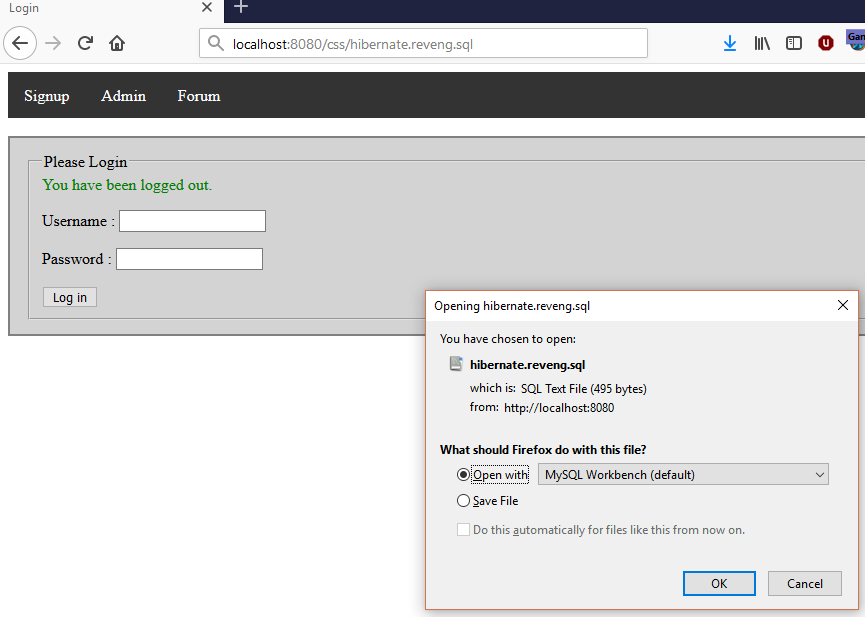 Login
localhost:8080/css/hibernate.reveng.sql
Gan
Signup Admin Forum
Please Login
You have been logged out.
Username :
Password :
Log in
Opening hibernate.reveng.sql
You have chosen to open:
hibernate.reveng.sql
which is: SQL Text File (495 bytes)
from: http://localhost:8080
What should Firefox do with this file?
Open with MySQL Workbench (default)
Save File
Do this automatically for files like this from now on.
OK Cancel